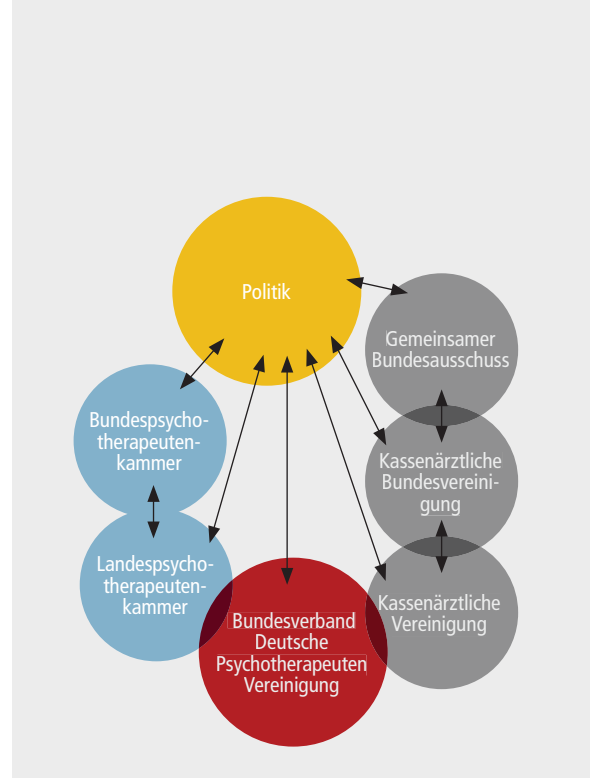 Politik
Gemeinsamer
Bundesausschuss
Bundespsycho-
therapeuten-
kammer
Kassenärztliche
Bundesvereini-
gung
Landespsycho-
therapeuten-
kammer
Kassenärztliche
Vereinigung
Bundesverband
Deutsche
Psychotherapeuten
Vereinigung